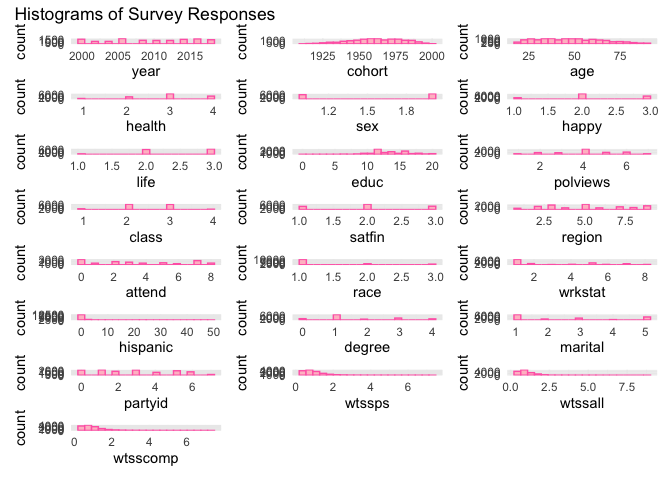 Histograms of Survey Responses
count count count
2000 2005 2010 2015 1925 1950 1975 2000 25 50 75
year cohort age
count count count
1 2 3 4 1.2 1.5 1.8 1.0 1.5 2.0 2.5 3.0
health sex happy
count count count
1.0 1.5 2.0 2.5 3.0 0 5 10 15 20 2 4 6
life educ polviews
count count count
1 2 3 4 1.0 1.5 2.0 2.5 3.0 2.5 5.0 7.5
class satfin region
count count count
0 2 4 6 8 1.0 1.5 2.0 2.5 3.0 2 4 6 8
attend race wrkstat
count count count
0 10 20 30 40 50 0 1 2 3 4 1 2 3 4 5
hispanic degree marital
count count count
0 2 4 6 0 2 4 6 0.0 2.5 5.0 7.5
partyid wtssps wtssall
count
0 2 4 6
wtsscomp